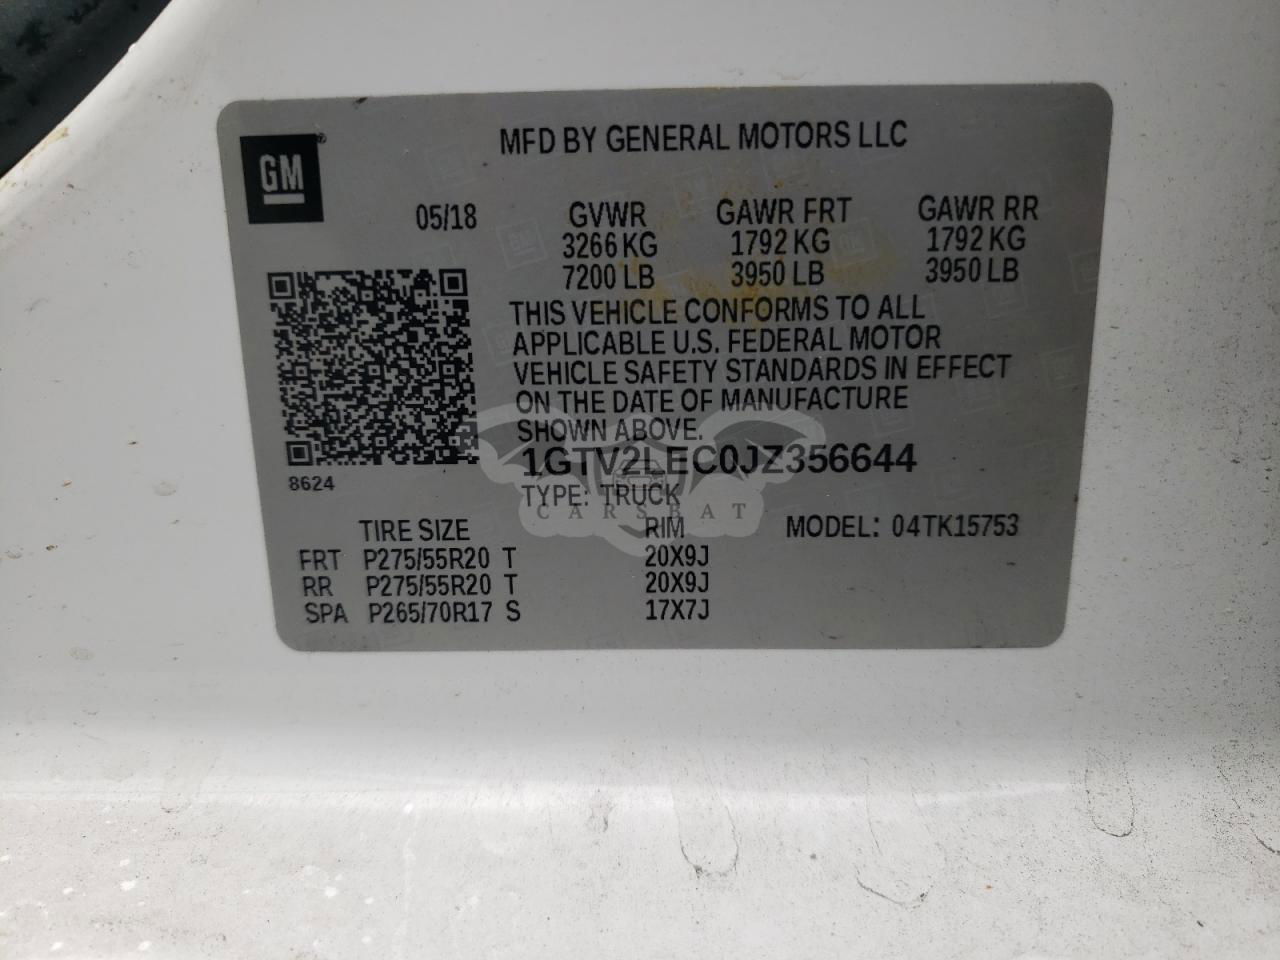 MFD BY GENERAL MOTORS LLC
GM
05/18 GVWR GAWR FRT GAWR RR
3266 KG 1792 KG 1792 KG
7200 LB 3950 LB 3950 LB
THIS VEHICLE CONFORMS TO ALL
APPLICABLE U.S. FEDERAL MOTOR
VEHICLE SAFETY STANDARDS IN EFFECT
ON THE DATE OF MANUFACTURE
SHOWN ABOVE.
1GTV2LEC0JZ356644
8624
TYPE: TRUCK
CARSBAT
TIRE SIZE RIM MODEL: 04TK15753
FRT P275/55R20 T 20X9J
RR P275/55R20 T 20X9J
SPA P265/70R17 S 17X7J